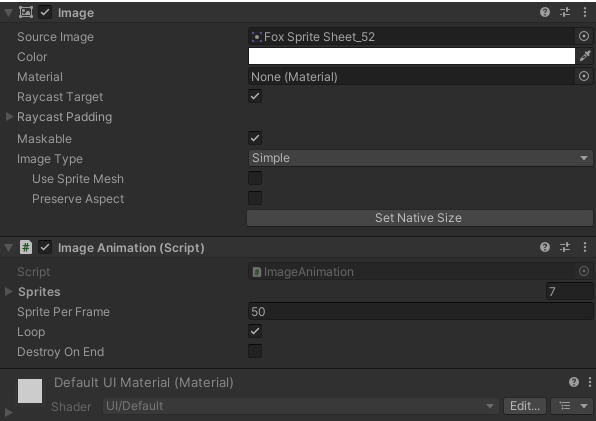 Image
Source Image Fox Sprite Sheet_52
Color
Material None (Material)
Raycast Target
Raycast Padding
Maskable
Image Type Simple
Use Sprite Mesh
Preserve Aspect
Set Native Size
# Image Animation (Script)
Script # ImageAnimation
Sprites 7
Sprite Per Frame 50
Loop
Destroy On End
Default UI Material (Material)
Shader UI/Default Edit...